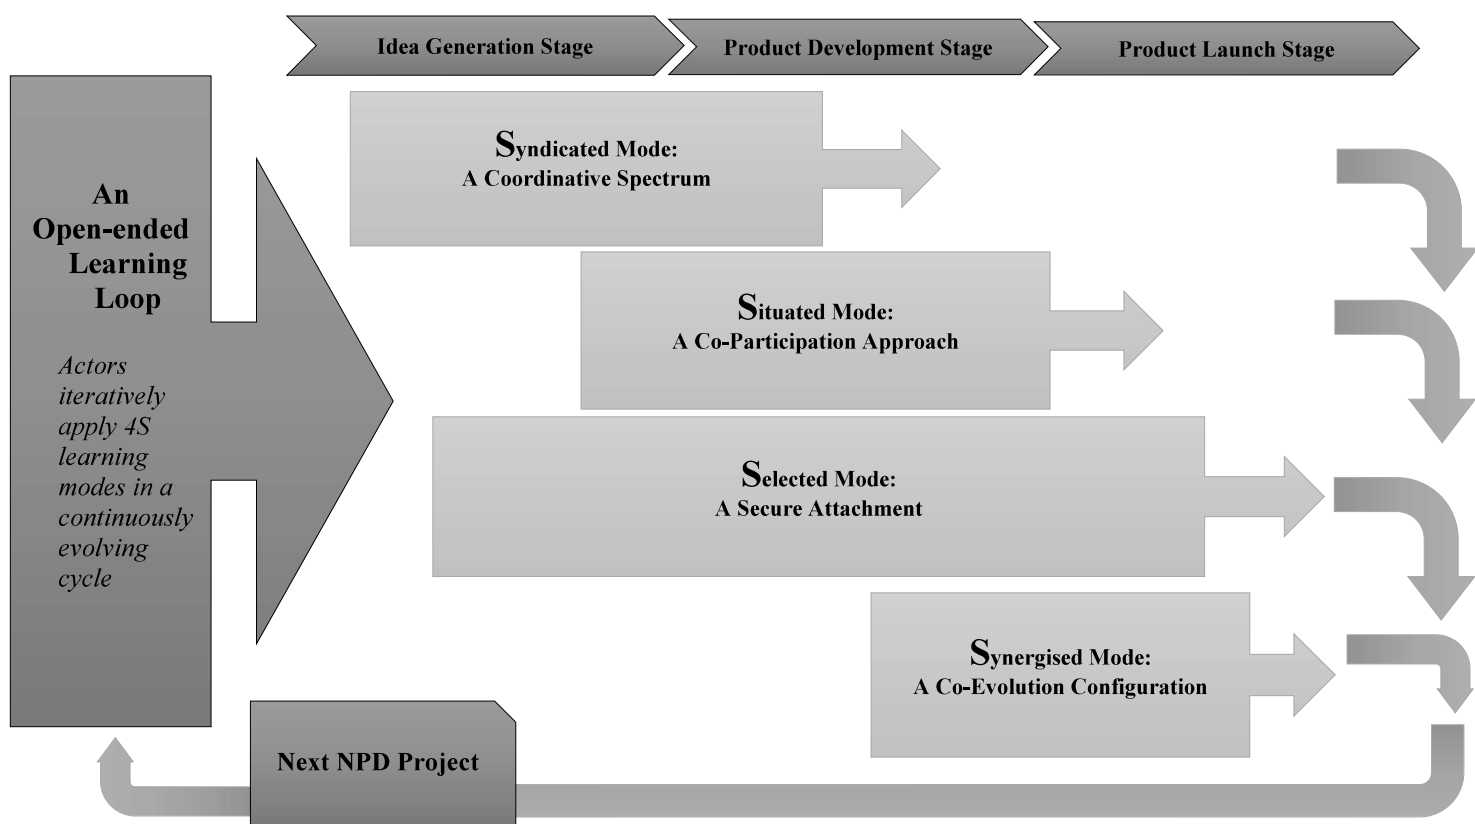 Idea Generation Stage
Product Development Stage
Product Launch Stage
An
Open-ended
Learning
Loop
Actors
iteratively
apply 4S
learning
modes in a
continuously
evolving
cycle
Syndicated Mode:
A Coordinative Spectrum
Situated Mode:
A Co-Participation Approach
Selected Mode:
A Secure Attachment
Synergised Mode:
A Co-Evolution Configuration
Next NPD Project